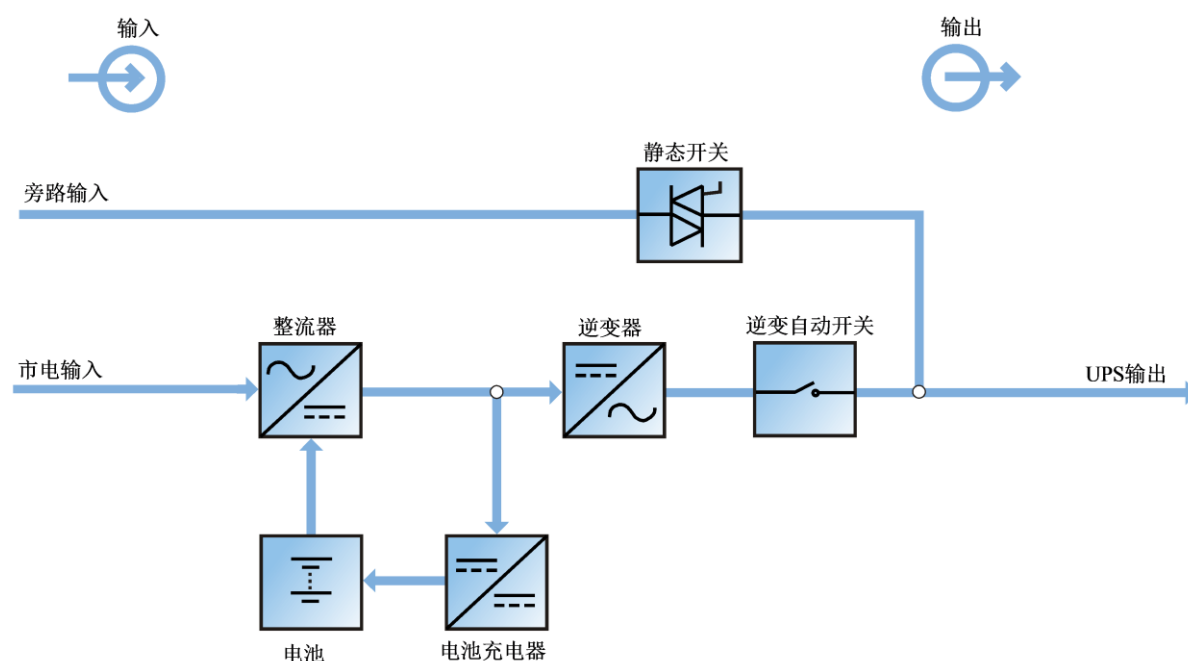 输入
输出
静态开关
旁路输入
整流器
逆变器
逆变自动开关
市电输入
UPS输出
电池
电池充电器